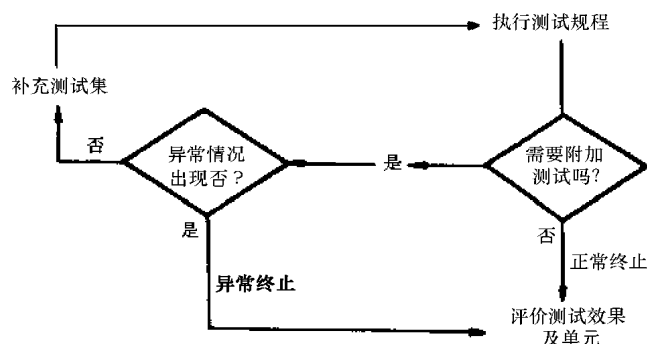 执行测试规程
补充测试集
否
异常情况
出现否？
是
需要附加
测试吗？
是
否
异常终止
正常终止
评价测试效果
及单元